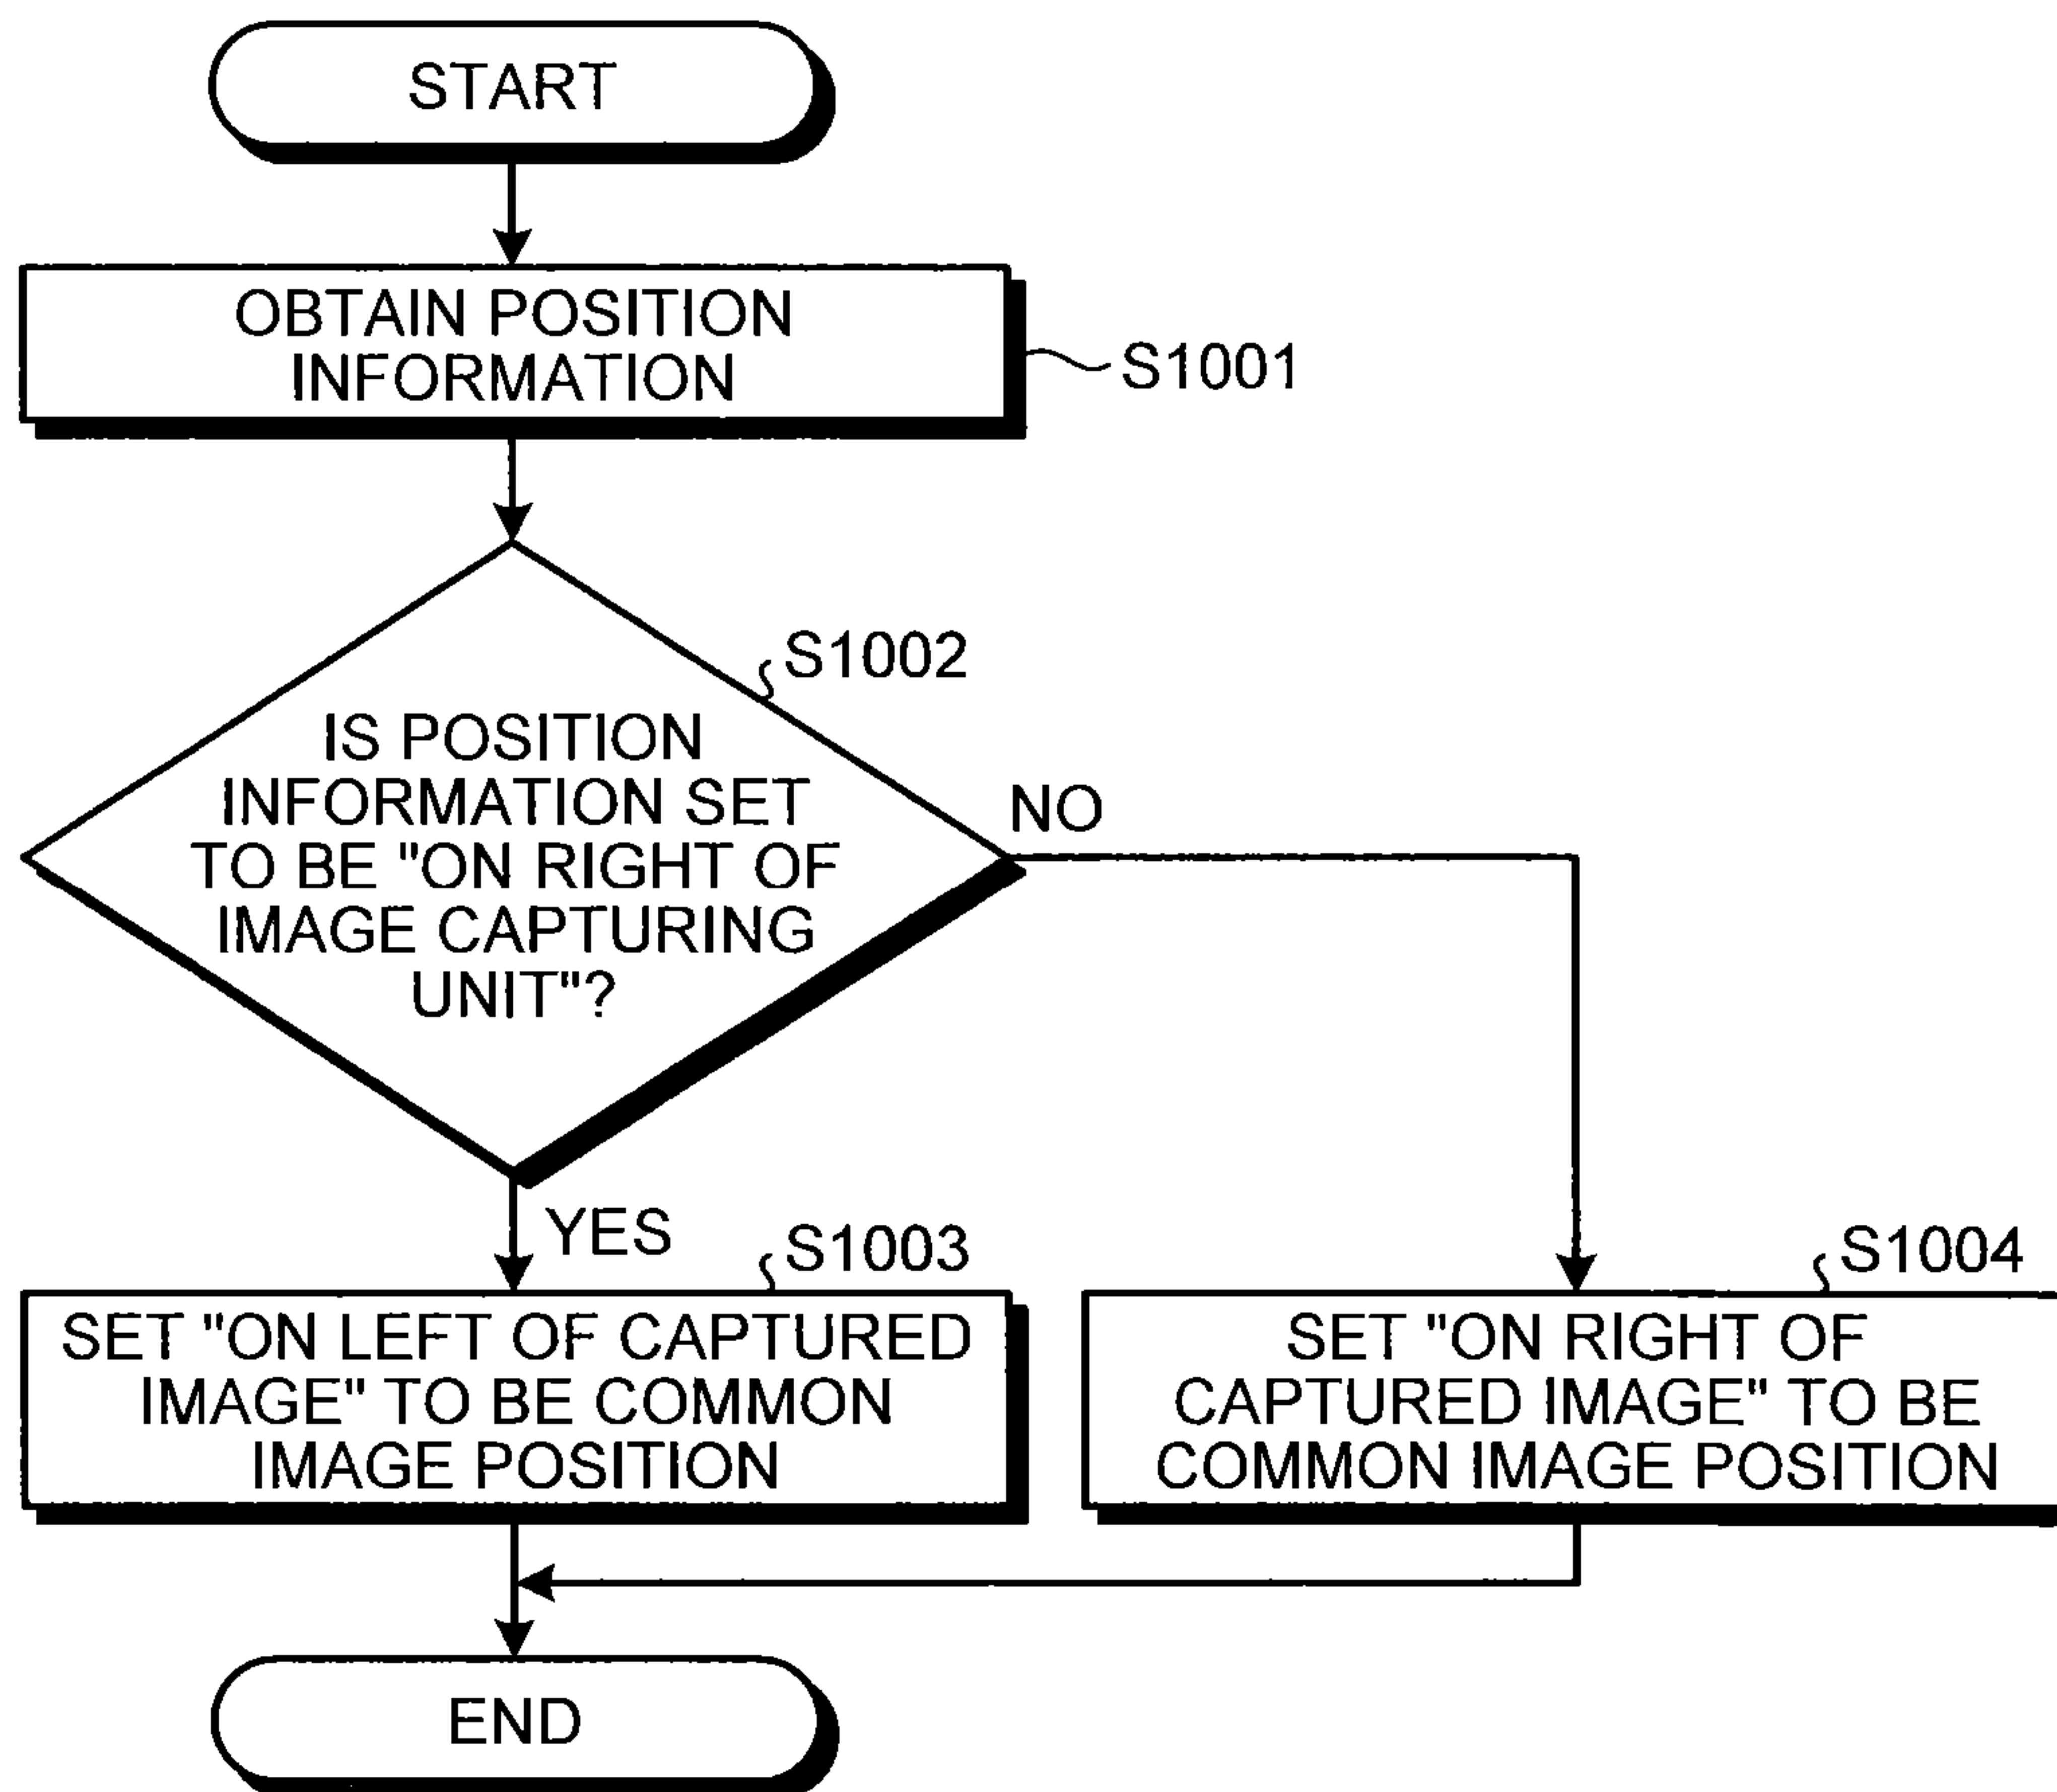 START
OBTAIN POSITION
INFORMATION
S1001
S1002
IS POSITION
INFORMATION SET
TO BE "ON RIGHT OF
IMAGE CAPTURING
UNIT"?
NO
YES
S1003
SET "ON LEFT OF CAPTURED
IMAGE" TO BE COMMON
IMAGE POSITION
S1004
SET "ON RIGHT OF
CAPTURED IMAGE" TO BE
COMMON IMAGE POSITION
END